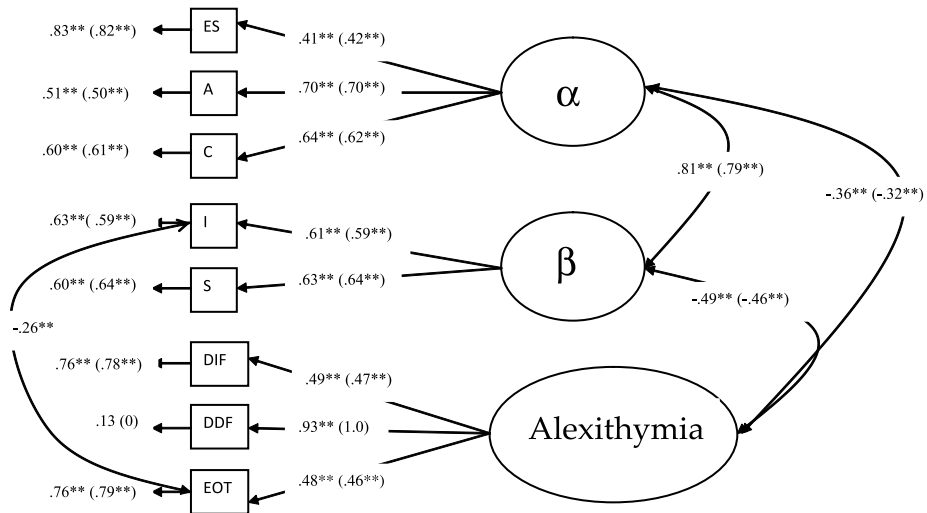 .83** (.82**) ES .41** (.42**)
.51** (.50**) A .70** (.70**) α
.60** (.61**) C .64** (.62**)
.81** (.79**)
-.36** (-.32**)
.63**( .59**) I .61** (.59**)
.60** (.64**) S .63** (.64**) β
-.49** (-.46**)
-.26**
.76** (.78**) DIF .49** (.47**)
.13 (0) DDF .93** (1.0) Alexithymia
.76** (.79**) EOT .48** (.46**)